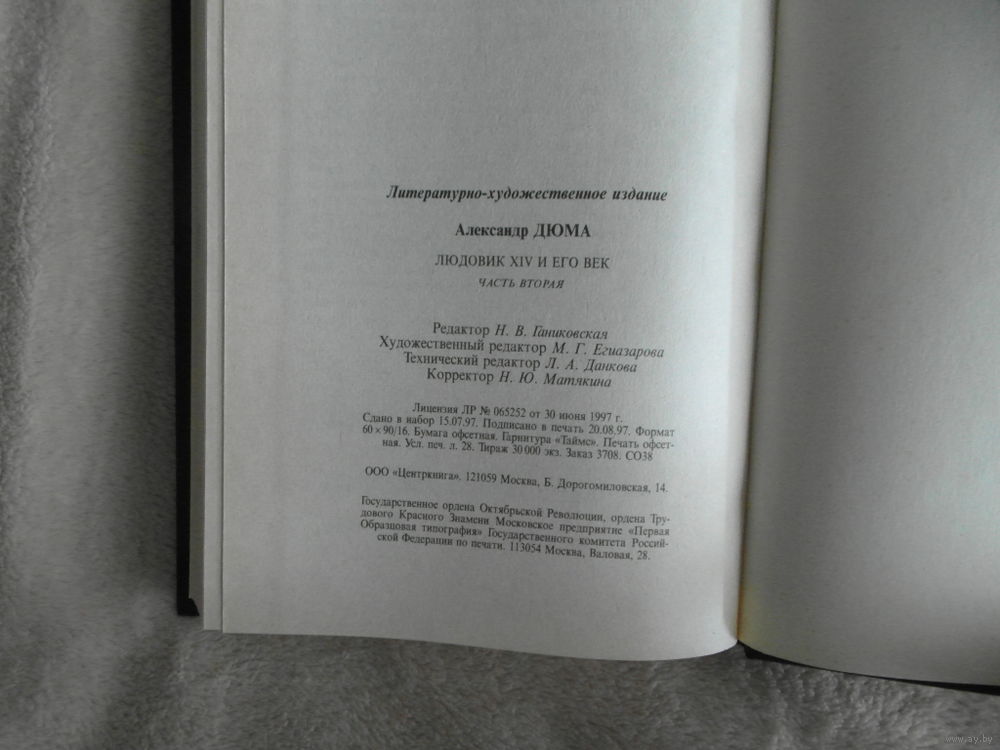 Литературно-художественное издание
Александр ДЮМА
ЛЮДОВИК XIV И ЕГО ВЕК
ЧАСТЬ ВТОРАЯ
Редактор Н. В. Ганиковская
Художественный редактор М. Г. Егиазарова
Технический редактор Л. А. Данкова
Корректор Н. Ю. Матякина
Лицензия ЛР № 065252 от 30 июня 1997 г.
Сдано в набор 15.07.97. Подписано в печать 20.08.97. Формат
60×90/16. Бумага офсетная. Гарнитура «Таймс». Печать офсет-
ная. Усл. печ. л. 28. Тираж 30 000 экз. Заказ 3708. С038
ООО «Центркнига». 121059 Москва, Б. Дорогомиловская, 14.
Государственное ордена Октябрьской Революции, ордена Тру-
дового Красного Знамени Московское предприятие «Первая
Образцовая типография» Государственного комитета Россий-
ской Федерации по печати. 113054 Москва, Валовая, 28.
www.ay.by